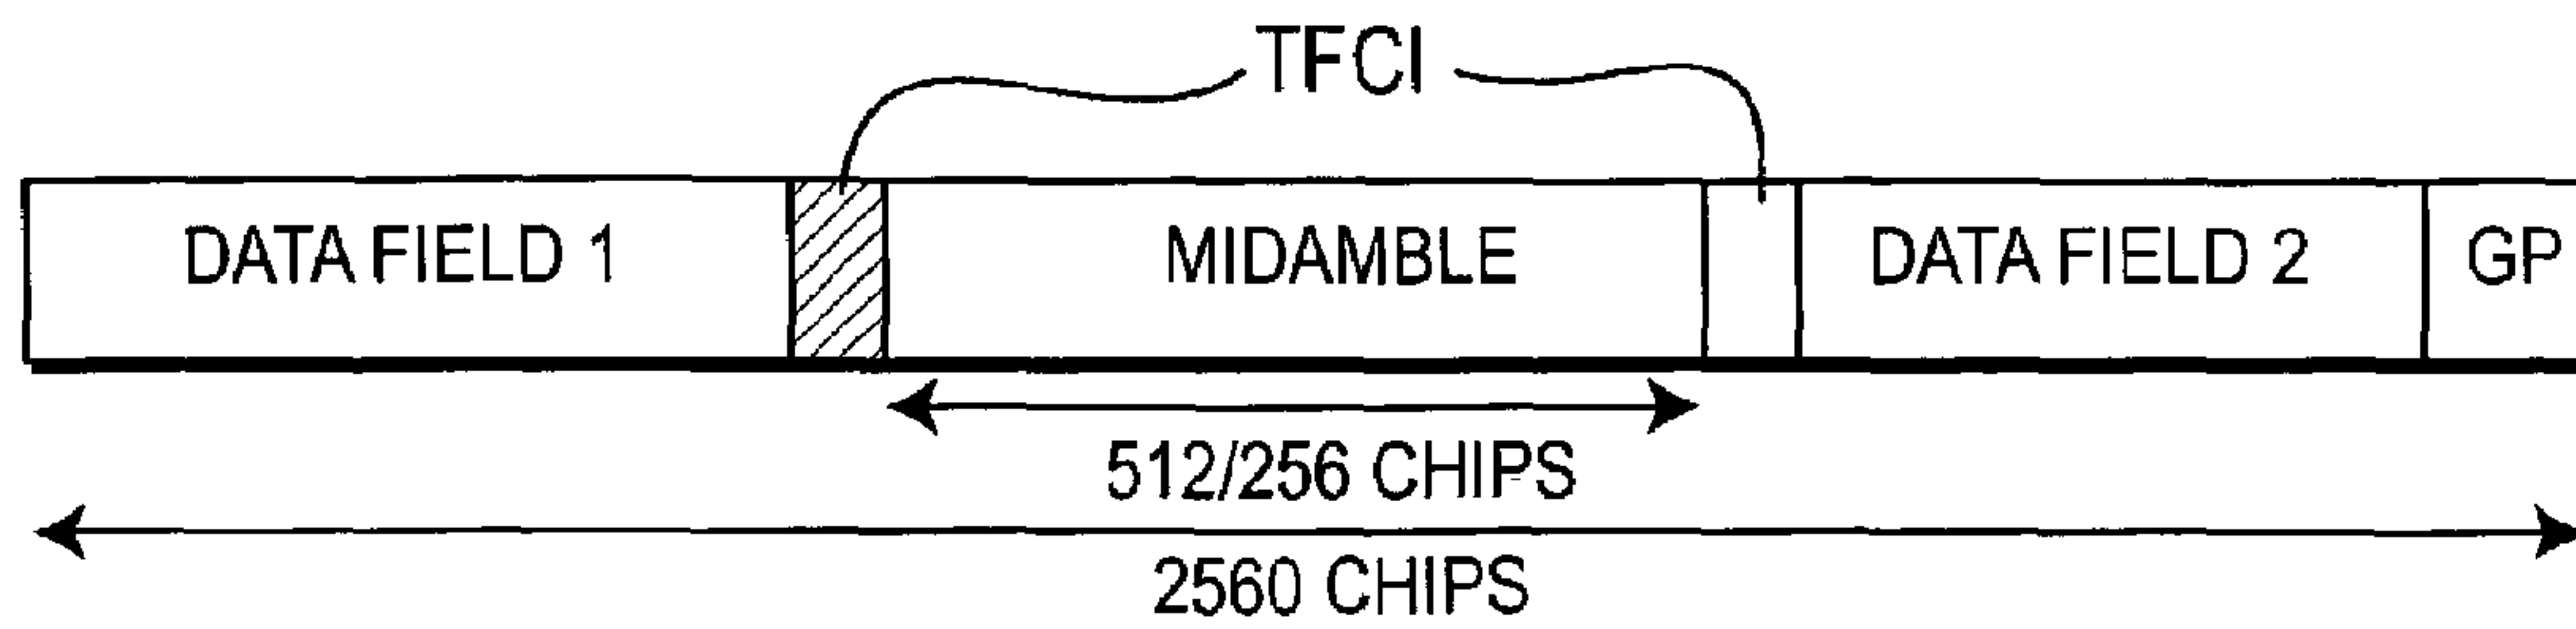 TFCI
DATA FIELD 1
MIDAMBLE
DATA FIELD 2
GP
512/256 CHIPS
2560 CHIPS